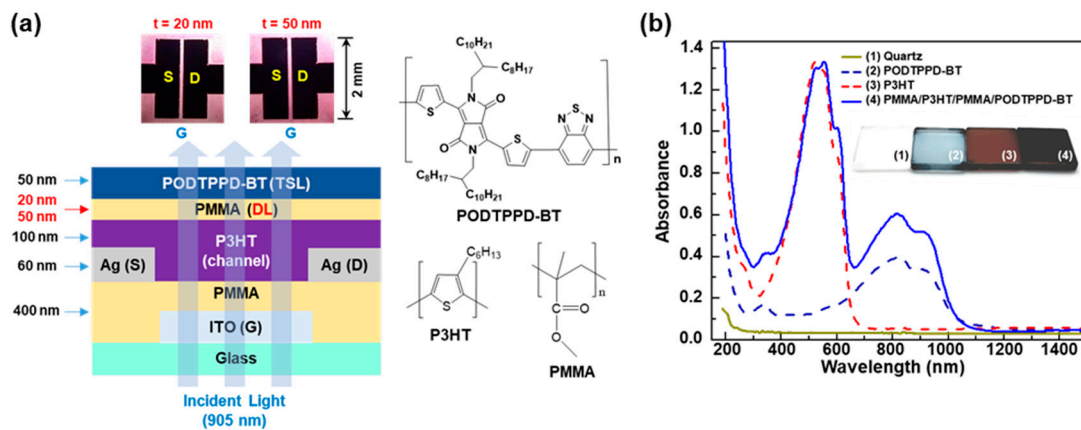 (a)
t = 20 nm
t = 50 nm
S D
S D
2 mm
G
G
50 nm
PODTPPD-BT (TSL)
20 nm
50 nm
PMMA (DL)
100 nm
P3HT
(channel)
60 nm
Ag (S)
Ag (D)
PMMA
400 nm
ITO (G)
Glass
Incident Light
(905 nm)
C10H21
C8H17
N
O
S
N
S
N
S
O
N
n
C8H17
C10H21
PODTPPD-BT
C6H13
S
n
P3HT
n
O
O
PMMA
(b)
1.4
1.2
1.0
0.8
0.6
0.4
0.2
0.0
Absorbance
(1) Quartz
(2) PODTPPD-BT
(3) P3HT
(4) PMMA/P3HT/PMMA/PODTPPD-BT
(1)
(2)
(3)
(4)
200 400 600 800 1000 1200 1400
Wavelength (nm)